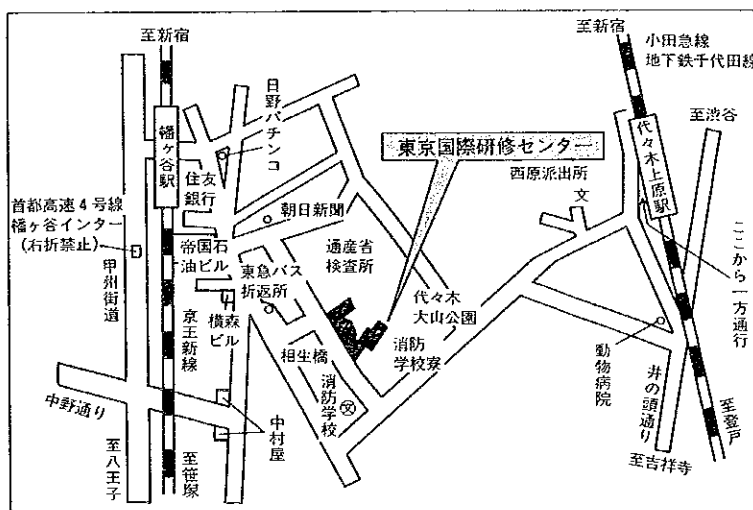 至新宿
幡ヶ谷駅
日野パチンコ
住友
銀行
朝日新聞
首都高速4号線
幡ヶ谷インター
(右折禁止)
甲州街道
帝国石
油ビル
東急バス
折返所
通産省
検査所
横森
ビル
京王新線
相生橋
消防学校
文
中野通り
中村屋
至八王子
至笹塚
東京国際研修センター
西原派出所
文
代々木
大山公園
消防
学校寮
至新宿
小田急線
地下鉄千代田線
至渋谷
代々木上原駅
ここから一方通行
動物病院
井の頭通り
至吉祥寺
至登戸